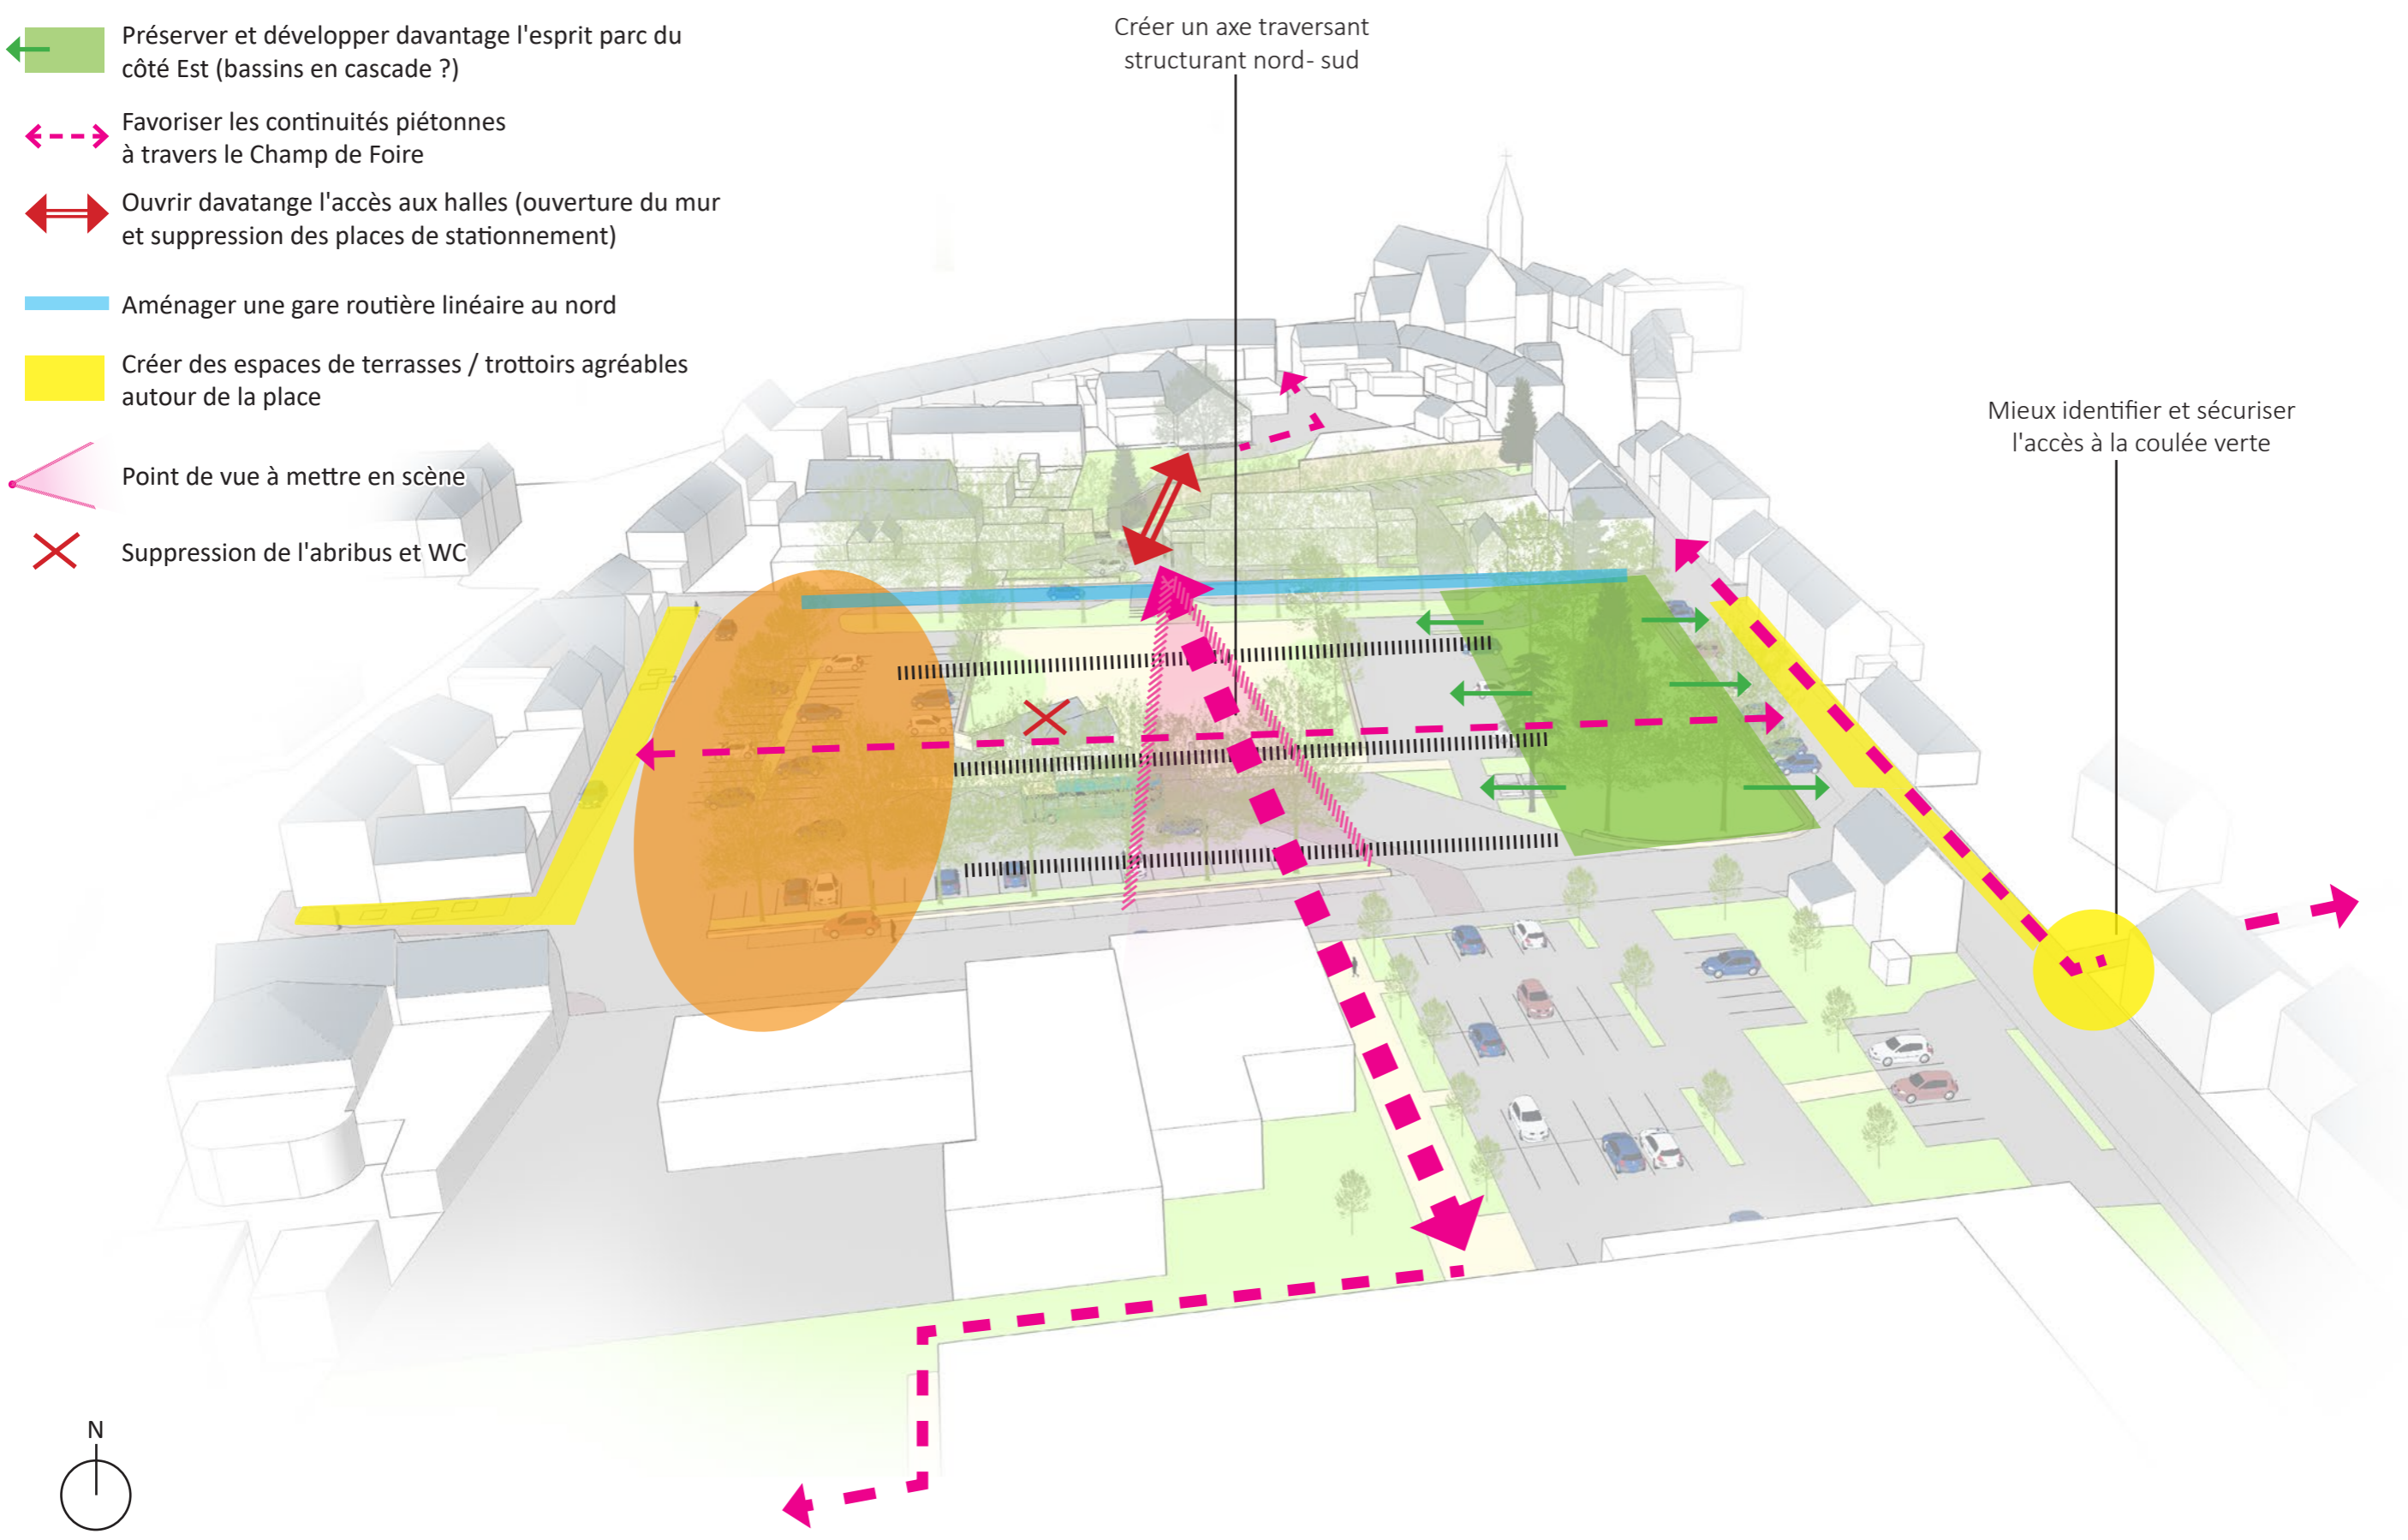 Préserver et développer davantage l'esprit parc du
côté Est (bassins en cascade ?)
Favoriser les continuités piétonnes
à travers le Champ de Foire
Ouvrir davatange l'accès aux halles (ouverture du mur
et suppression des places de stationnement)
Aménager une gare routière linéaire au nord
Créer des espaces de terrasses / trottoirs agréables
autour de la place
Point de vue à mettre en scène
Suppression de l'abribus et WC
Créer un axe traversant
structurant nord- sud
Mieux identifier et sécuriser
l'accès à la coulée verte
N